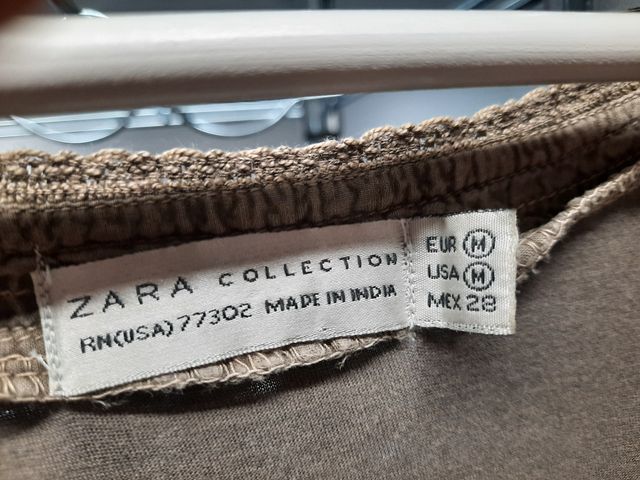 ZARA COLLECTION
RN(USA)77302 MADE IN INDIA
EUR M
USA M
MEX 28